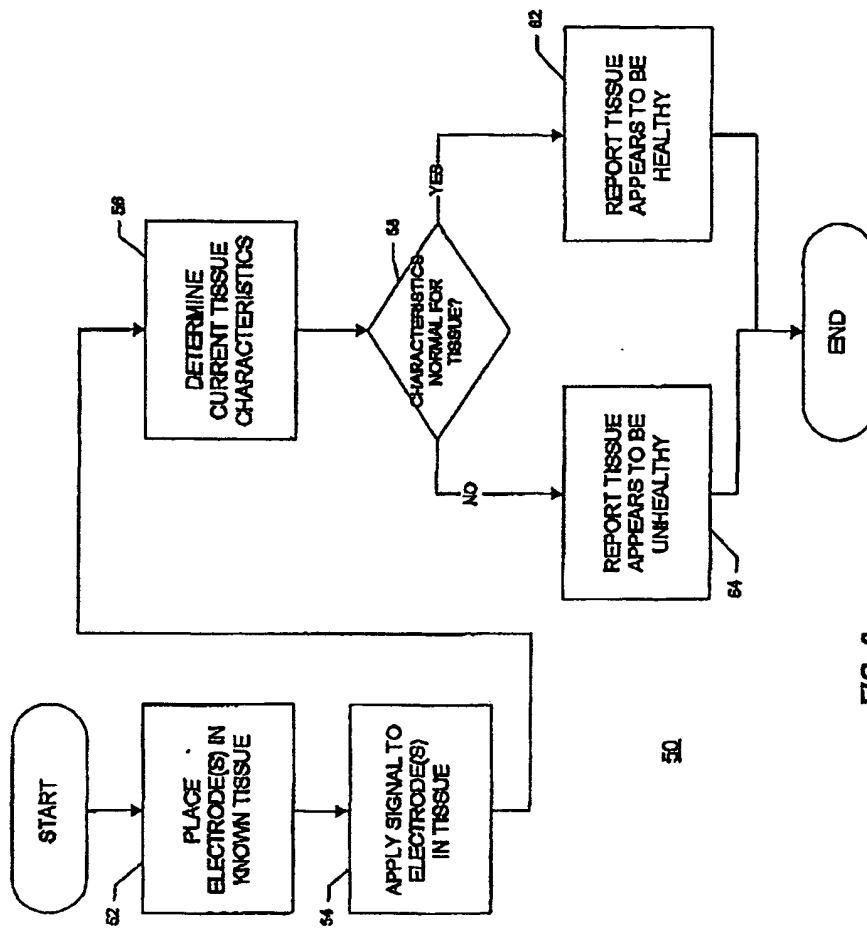 START
52
PLACE
ELECTRODE(S) IN
KNOWN TISSUE
54
APPLY SIGNAL TO
ELECTRODE(S)
IN TISSUE
56
DETERMINE
CURRENT TISSUE
CHARACTERISTICS
58
CHARACTERISTICS
NORMAL FOR
TISSUE?
NO
YES
64
REPORT TISSUE
APPEARS TO BE
UNHEALTHY
62
REPORT TISSUE
APPEARS TO BE
HEALTHY
END
50
FIG.